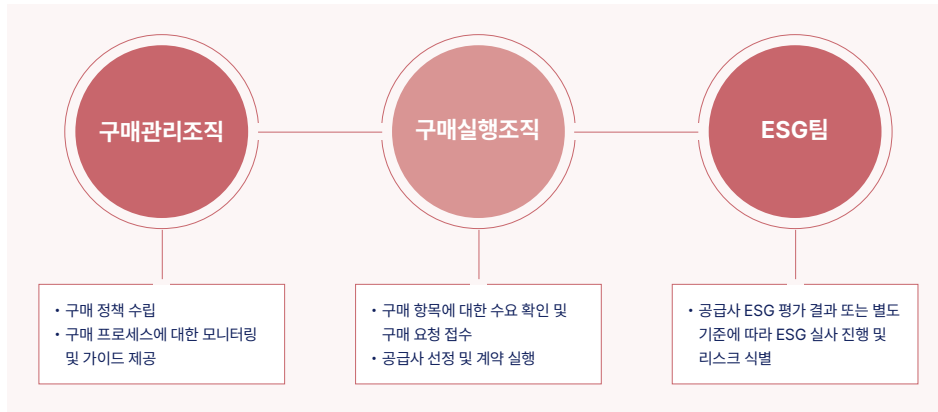 구매관리조직
구매실행조직
ESG팀
• 구매 정책 수립
• 구매 프로세스에 대한 모니터링
및 가이드 제공
• 구매 항목에 대한 수요 확인 및
구매 요청 접수
• 공급사 선정 및 계약 실행
• 공급사 ESG 평가 결과 또는 별도
기준에 따라 ESG 실사 진행 및
리스크 식별